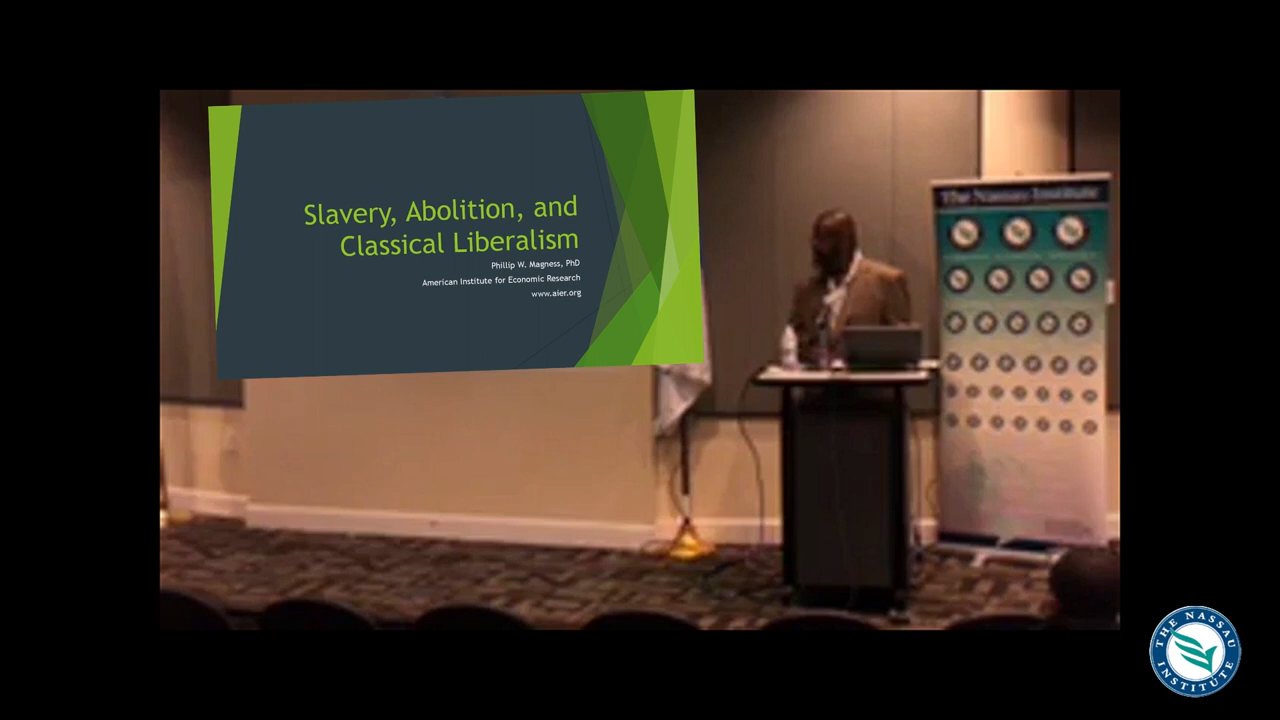 Slavery, Abolition, and
Classical Liberalism
Phillip W. Magness, PhD
American Institute for Economic Research
www.aier.org
The Nassau Institute
THE NASSAU
INSTITUTE